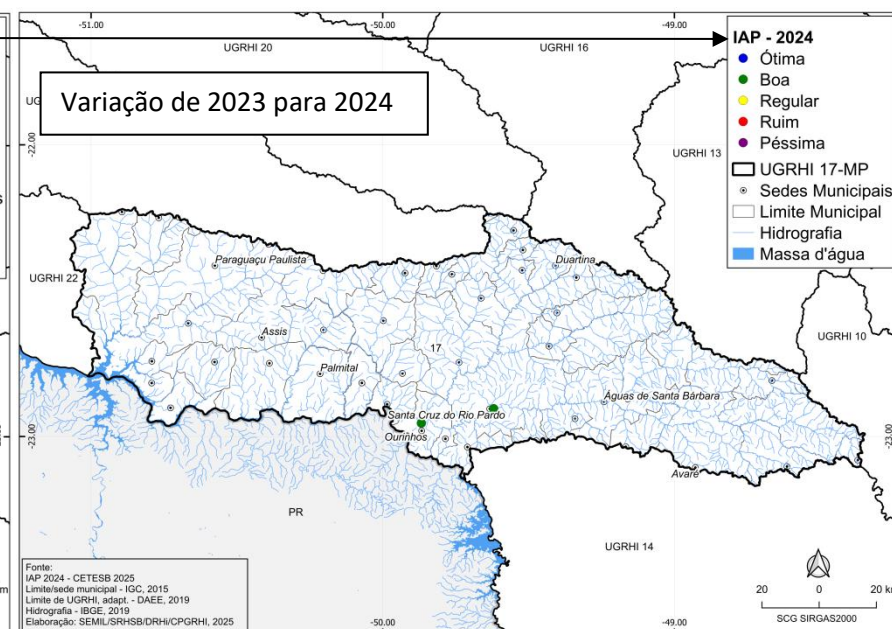 -51.00
-50.00
-49.00
UGRHI 20
UGRHI 16
IAP - 2024
Ótima
Boa
Regular
Ruim
Péssima
UGRHI 17-MP
Sedes Municipais
Limite Municipal
Hidrografia
Massa d'água
Variação de 2023 para 2024
-22.00
UGRHI 13
UGRHI 22
Paraguaçu Paulista
Duartina
UGRHI 10
Assis
17
Palmital
Águas de Santa Bárbara
Santa Cruz do Rio Pardo
Ourinhos
-23.00
-23.00
Avaré
PR
UGRHI 14
Fonte:
IAP 2024 - CETESB 2025
Limite/sede municipal - IGC, 2015
Limite de UGRHI, adapt. - DAEE, 2019
Hidrografia - IBGE, 2019
Elaboração: SEMIL/SRHSB/DRHi/CPGRHI, 2025
20 0 20 k
SCG SIRGAS2000
-50.00
-49.00